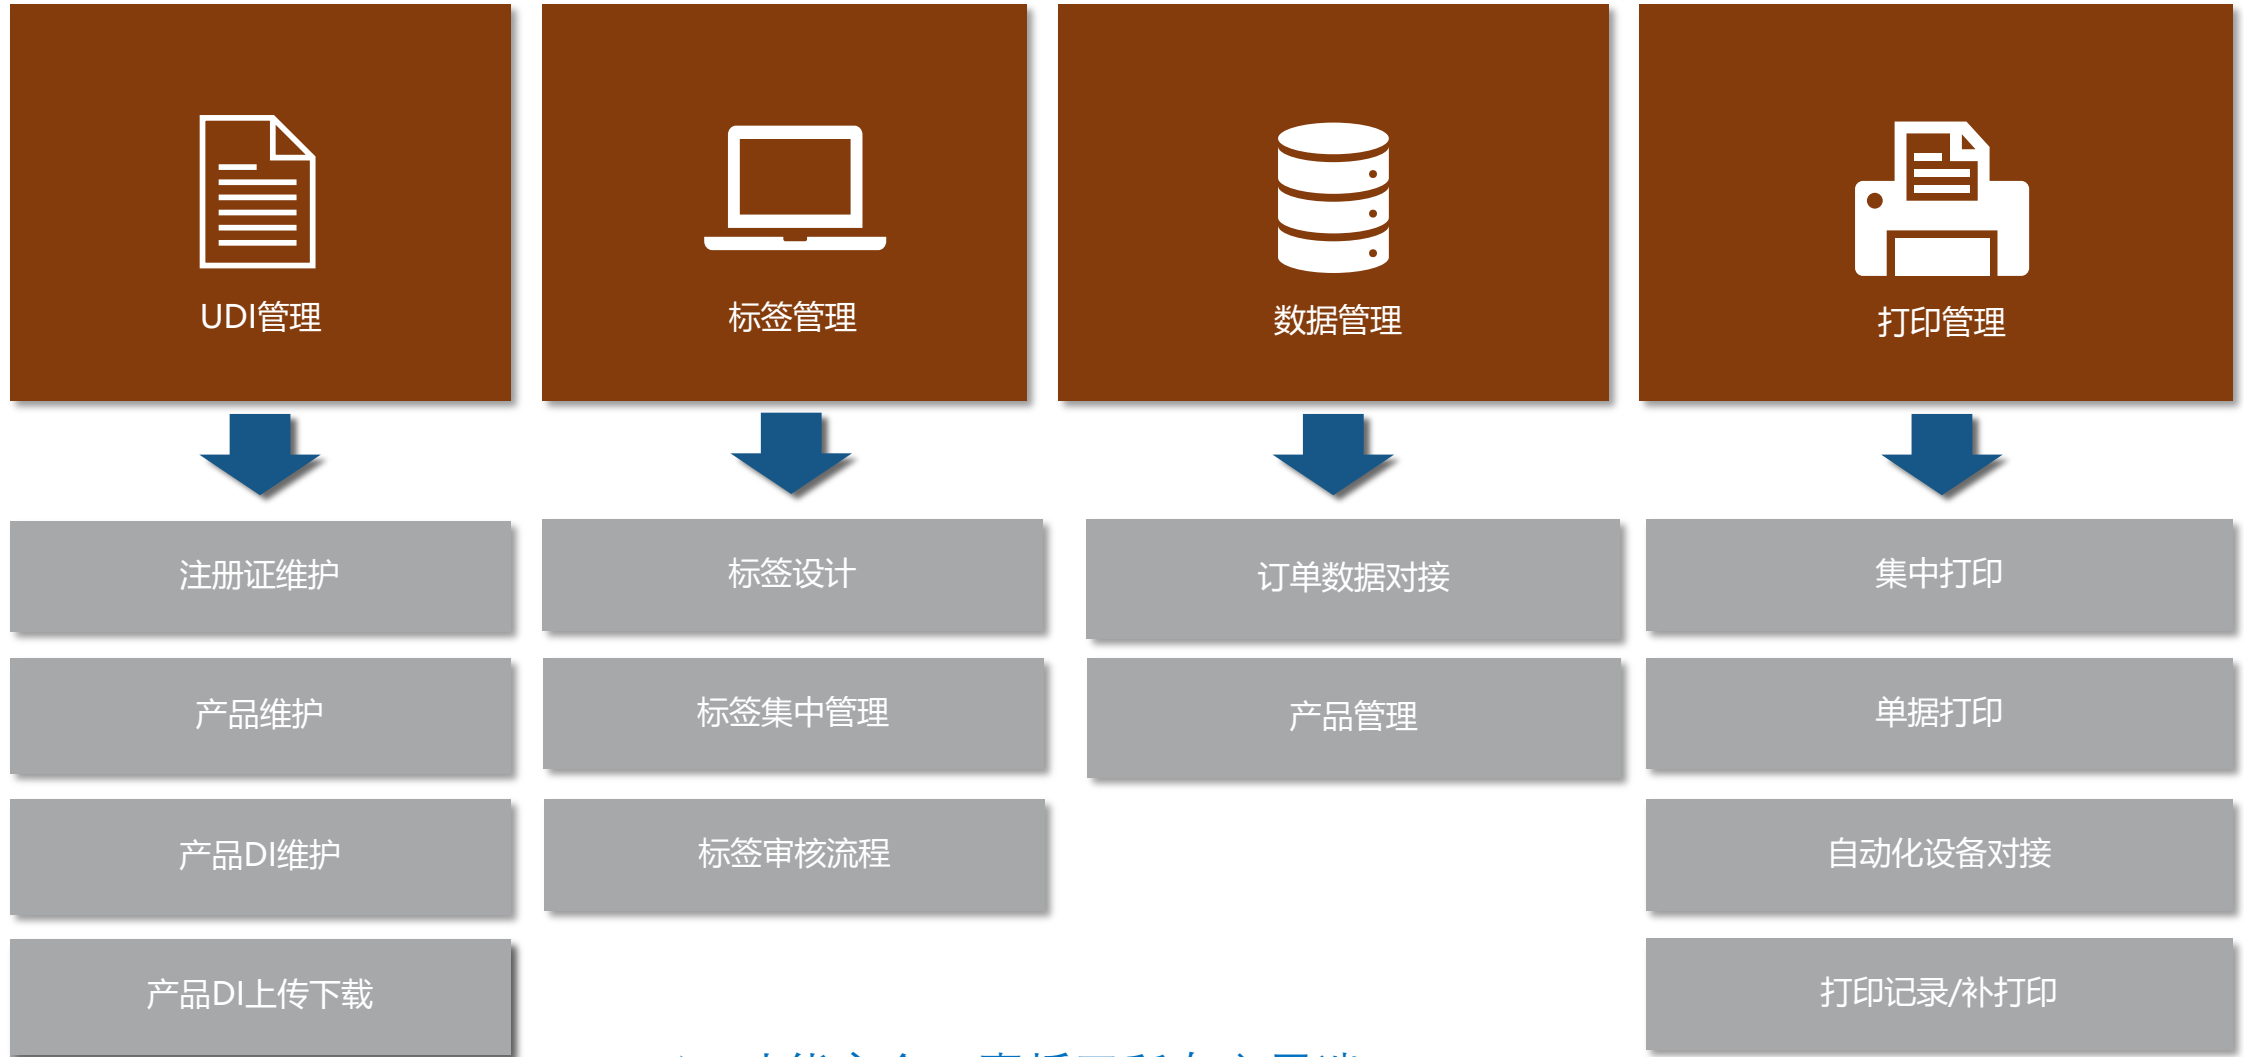 UDI管理
标签管理
数据管理
打印管理
注册证维护
标签设计
订单数据对接
集中打印
产品维护
标签集中管理
产品管理
单据打印
产品DI维护
标签审核流程
自动化设备对接
产品DI上传下载
打印记录/补打印